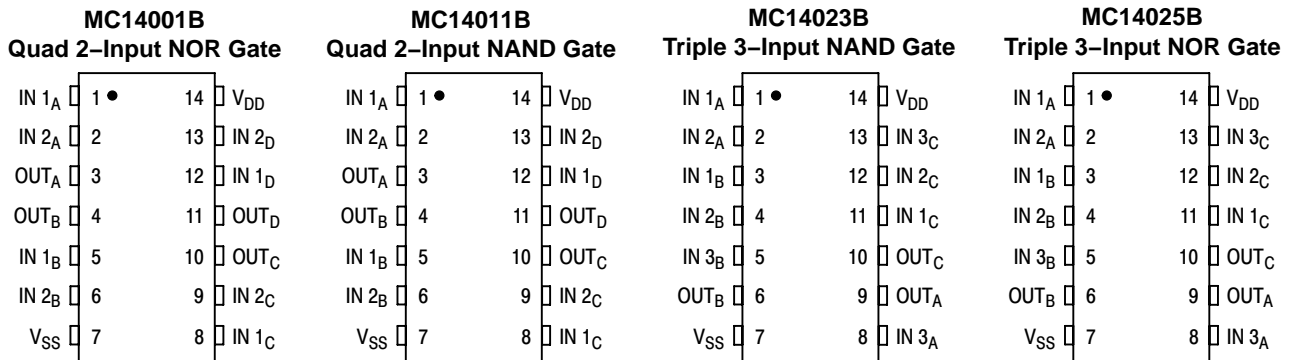 MC14001B
Quad 2–Input NOR Gate
IN 1A 1 14 VDD
IN 2A 2 13 IN 2D
OUTA 3 12 IN 1D
OUTB 4 11 OUTD
IN 1B 5 10 OUTC
IN 2B 6 9 IN 2C
VSS 7 8 IN 1C
MC14011B
Quad 2–Input NAND Gate
IN 1A 1 14 VDD
IN 2A 2 13 IN 2D
OUTA 3 12 IN 1D
OUTB 4 11 OUTD
IN 1B 5 10 OUTC
IN 2B 6 9 IN 2C
VSS 7 8 IN 1C
MC14023B
Triple 3–Input NAND Gate
IN 1A 1 14 VDD
IN 2A 2 13 IN 3C
IN 1B 3 12 IN 2C
IN 2B 4 11 IN 1C
IN 3B 5 10 OUTC
OUTB 6 9 OUTA
VSS 7 8 IN 3A
MC14025B
Triple 3–Input NOR Gate
IN 1A 1 14 VDD
IN 2A 2 13 IN 3C
IN 1B 3 12 IN 2C
IN 2B 4 11 IN 1C
IN 3B 5 10 OUTC
OUTB 6 9 OUTA
VSS 7 8 IN 3A